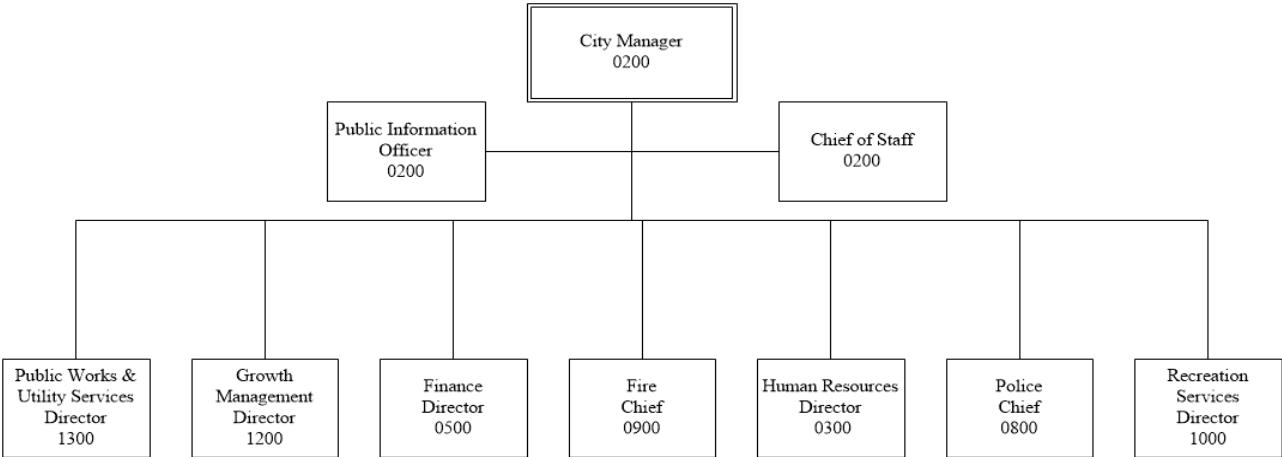 City Manager
0200
Public Information
Officer
0200
Chief of Staff
0200
Public Works &
Utility Services
Director
1300
Growth
Management
Director
1200
Finance
Director
0500
Fire
Chief
0900
Human Resources
Director
0300
Police
Chief
0800
Recreation
Services
Director
1000